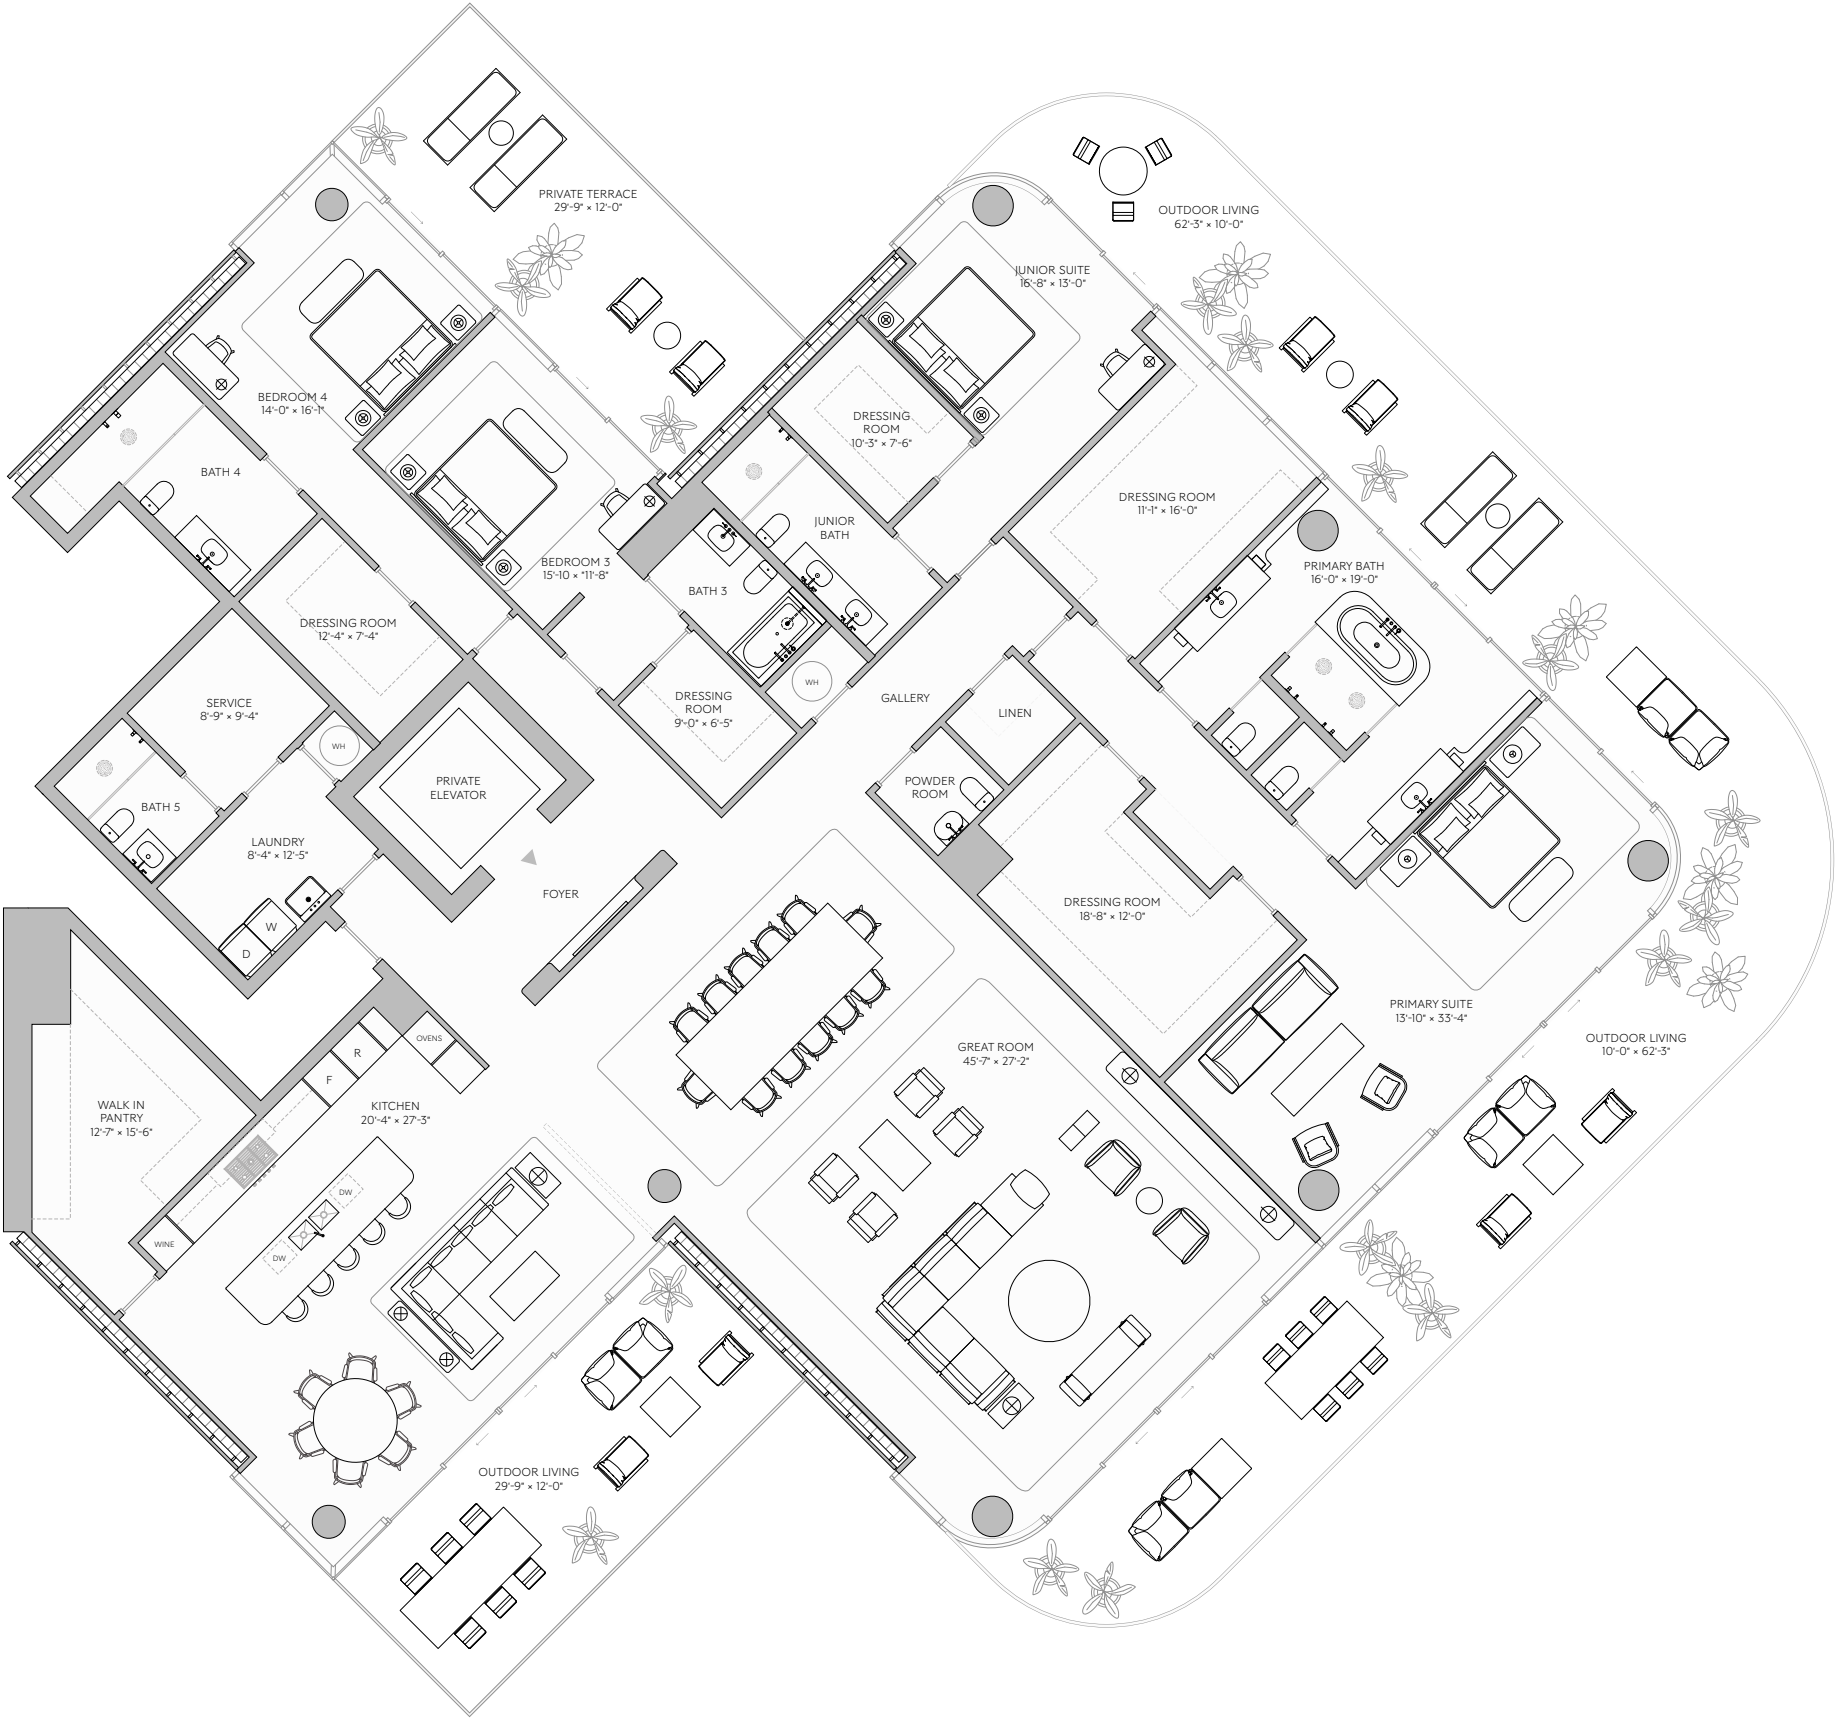 PRIVATE TERRACE
29'-9" × 12'-0"
OUTDOOR LIVING
62'-3" × 10'-0"
JUNIOR SUITE
16'-8" × 13'-0"
BEDROOM 4
14'-0" × 16'-1"
DRESSING
ROOM
10'-3" × 7'-6"
BATH 4
DRESSING ROOM
11'-1" × 16'-0"
JUNIOR
BATH
BEDROOM 3
15'-10 × "11'-8"
PRIMARY BATH
16'-0" × 19'-0"
BATH 3
DRESSING ROOM
12'-4" × 7'-4"
WH
DRESSING
ROOM
9'-0" × 6'-5"
GALLERY
SERVICE
8'-9" × 9'-4"
LINEN
WH
PRIVATE
ELEVATOR
POWDER
ROOM
BATH 5
LAUNDRY
8'-4" × 12'-5"
FOYER
DRESSING ROOM
18'-8" × 12'-0"
W
D
PRIMARY SUITE
13'-10" × 33'-4"
OUTDOOR LIVING
10'-0" × 62'-3"
OVENS
R
F
GREAT ROOM
45'-7" × 27'-2"
WALK IN
PANTRY
12'-7" × 15'-6"
KITCHEN
20'-4" × 27'-3"
DW
DW
WINE
OUTDOOR LIVING
29'-9" × 12'-0"